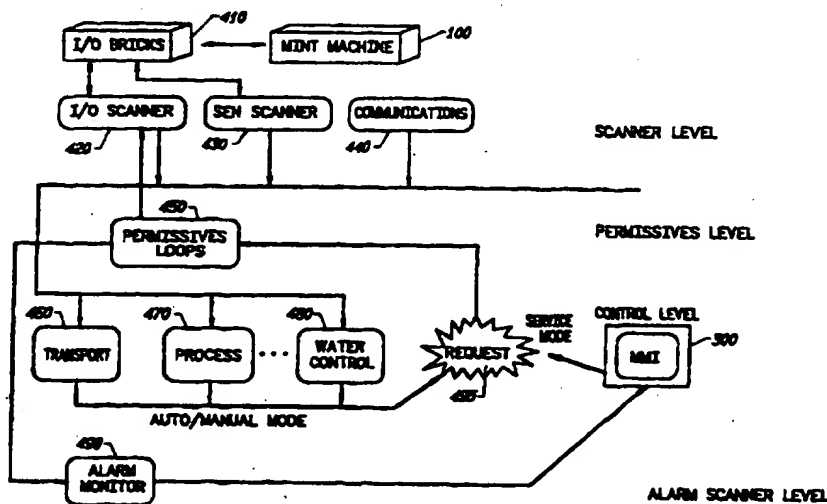 410
I/O BRICKS
MINT MACHINE
100
I/O SCANNER
SEN SCANNER
COMMUNICATIONS
420
430
440
SCANNER LEVEL
450
PERMISSIVES
LOOPS
PERMISSIVES LEVEL
460
470
480
TRANSPORT
PROCESS
...
WATER
CONTROL
REQUEST
495
SERVICE
MODE
CONTROL LEVEL
MMI
300
AUTO/MANUAL MODE
490
ALARM
MONITOR
ALARM SCANNER LEVEL